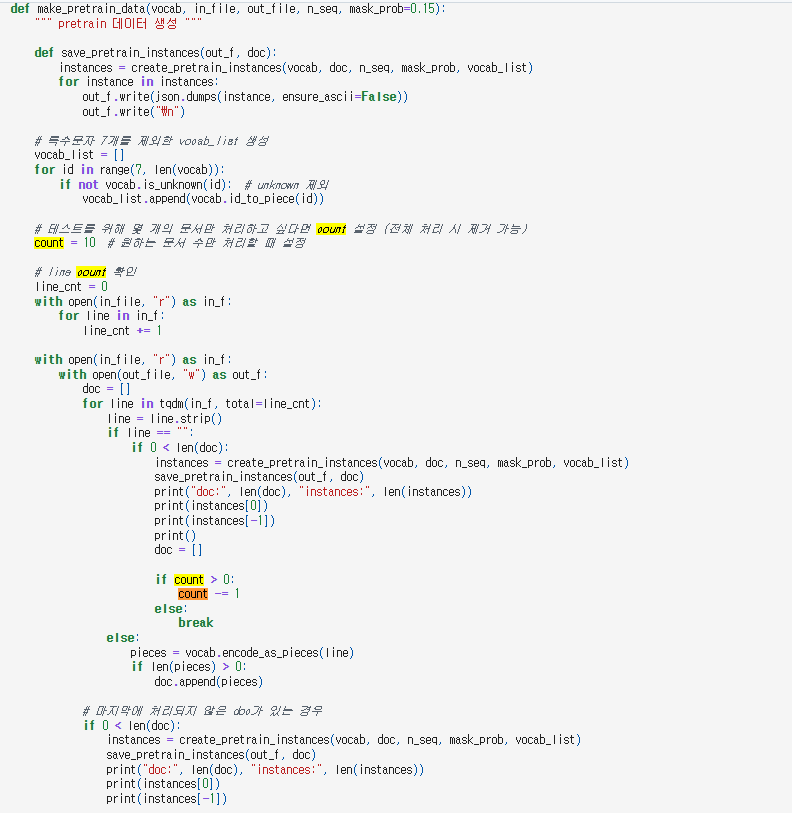 def make_pretrain_data(vocab, in_file, out_file, n_seq, mask_prob=0.15):
    """ pretrain 데이터 생성 """

    def save_pretrain_instances(out_f, doc):
        instances = create_pretrain_instances(vocab, doc, n_seq, mask_prob, vocab_list)
        for instance in instances:
            out_f.write(json.dumps(instance, ensure_ascii=False))
            out_f.write("₩n")

    # 특수문자 7개를 제외한 vocab_list 생성
    vocab_list = []
    for id in range(7, len(vocab)):
        if not vocab.is_unknown(id):  # unknown 제외
            vocab_list.append(vocab.id_to_piece(id))

    # 테스트를 위해 몇 개의 문서만 처리하고 싶다면 count 설정 (전체 처리 시 제거 가능)
    count = 10  # 원하는 문서 수만 처리할 때 설정

    # line count 확인
    line_cnt = 0
    with open(in_file, "r") as in_f:
        for line in in_f:
            line_cnt += 1

    with open(in_file, "r") as in_f:
        with open(out_file, "w") as out_f:
            doc = []
            for line in tqdm(in_f, total=line_cnt):
                line = line.strip()
                if line == "":
                    if 0 < len(doc):
                        instances = create_pretrain_instances(vocab, doc, n_seq, mask_prob, vocab_list)
                        save_pretrain_instances(out_f, doc)
                        print("doc:", len(doc), "instances:", len(instances))
                        print(instances[0])
                        print(instances[-1])
                        print()
                        doc = []

                        if count > 0:
                            count -= 1
                        else:
                            break
                else:
                    pieces = vocab.encode_as_pieces(line)
                    if len(pieces) > 0:
                        doc.append(pieces)

            # 마지막에 처리되지 않은 doc가 있는 경우
            if 0 < len(doc):
                instances = create_pretrain_instances(vocab, doc, n_seq, mask_prob, vocab_list)
                save_pretrain_instances(out_f, doc)
                print("doc:", len(doc), "instances:", len(instances))
                print(instances[0])
                print(instances[-1])